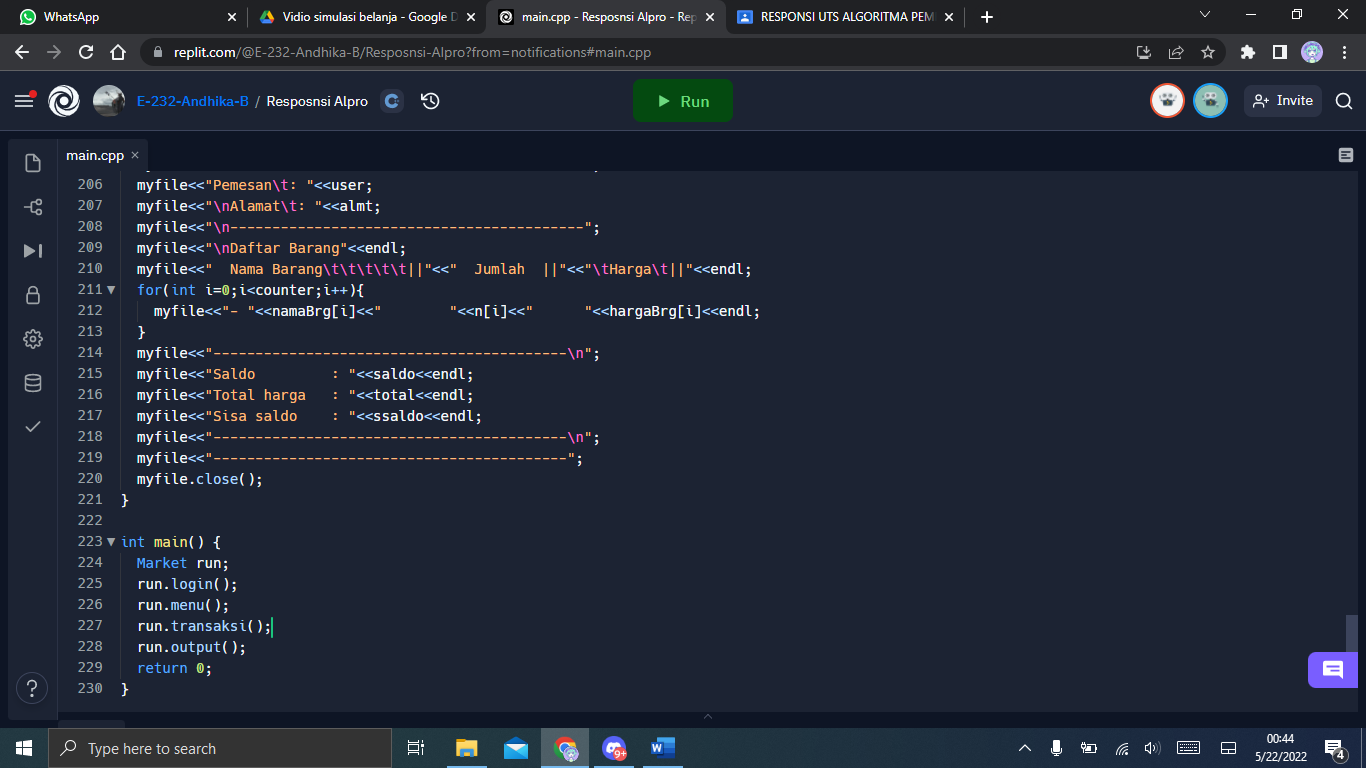 WhatsApp
Vidio simulasi belanja - Google D
main.cpp - Resposnsi Alpro - Rep
RESPONSI UTS ALGORITMA PEM
replit.com/@E-232-Andhika-B/Resposnsi-Alpro?from=notifications#main.cpp
E-232-Andhika-B / Resposnsi Alpro
Run
Invite
main.cpp
206 myfile<<"Pemesan\t: "<<user;
207 myfile<<"\nAlamat\t: "<<almt;
208 myfile<<"\n------------------------------------------";
209 myfile<<"\nDaftar Barang"<<endl;
210 myfile<<"  Nama Barang\t\t\t\t\t||"<<"  Jumlah  ||"<<"\tHarga\t||"<<endl;
211 for(int i=0;i<counter;i++){
212 myfile<<"- "<<namaBrg[i]<<"        "<<n[i]<<"      "<<hargaBrg[i]<<endl;
213 }
214 myfile<<"------------------------------------------\n";
215 myfile<<"Saldo         : "<<saldo<<endl;
216 myfile<<"Total harga   : "<<total<<endl;
217 myfile<<"Sisa saldo    : "<<ssaldo<<endl;
218 myfile<<"------------------------------------------\n";
219 myfile<<"------------------------------------------";
220 myfile.close();
221 }
222
223 int main() {
224 Market run;
225 run.login();
226 run.menu();
227 run.transaksi();
228 run.output();
229 return 0;
230 }
?
Type here to search
9+
W
00:44
5/22/2022
4